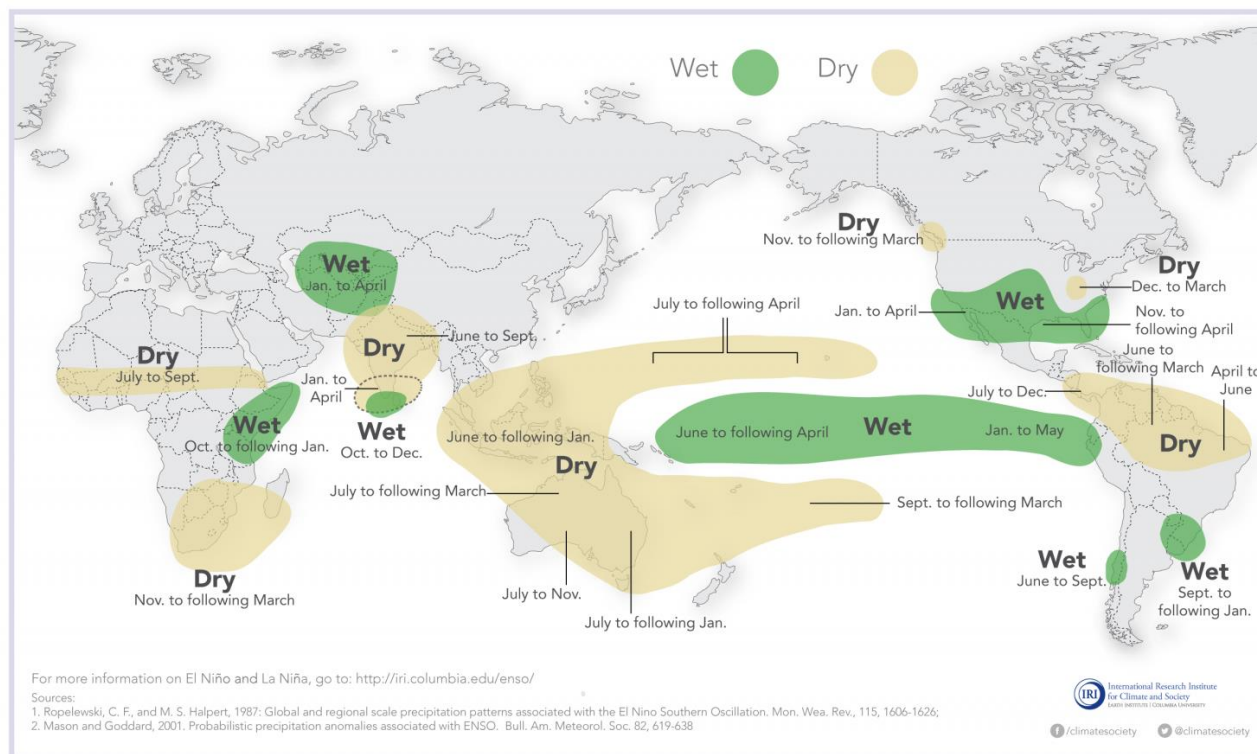 Wet
Dry
Dry
Nov. to following March
Wet
Jan. to April
Dry
Dec. to March
July to following April
Jan. to April
Wet
Nov. to
following April
June to Sept.
Dry
Dry
July to Sept.
June to
following March
April to
June
Jan. to
April
July to Dec.
Wet
Oct. to following Jan.
Wet
Oct. to Dec.
June to following Jan.
June to following April
Wet
Jan. to May
Dry
Dry
July to following March
Sept. to following March
Wet
June to Sept.
Dry
Nov. to following March
July to Nov.
July to following Jan.
Wet
Sept. to
following Jan.
For more information on El Niño and La Niña, go to: http://iri.columbia.edu/enso/
Sources:
1. Ropelewski, C. F., and M. S. Halpert, 1987: Global and regional scale precipitation patterns associated with the El Nino Southern Oscillation. Mon. Wea. Rev., 115, 1606-1626;
2. Mason and Goddard, 2001. Probabilistic precipitation anomalies associated with ENSO. Bull. Am. Meteorol. Soc. 82, 619-638
IRI
International Research Institute
for Climate and Society
EARTH INSTITUTE | COLUMBIA UNIVERSITY
/climatesociety
@climatesociety